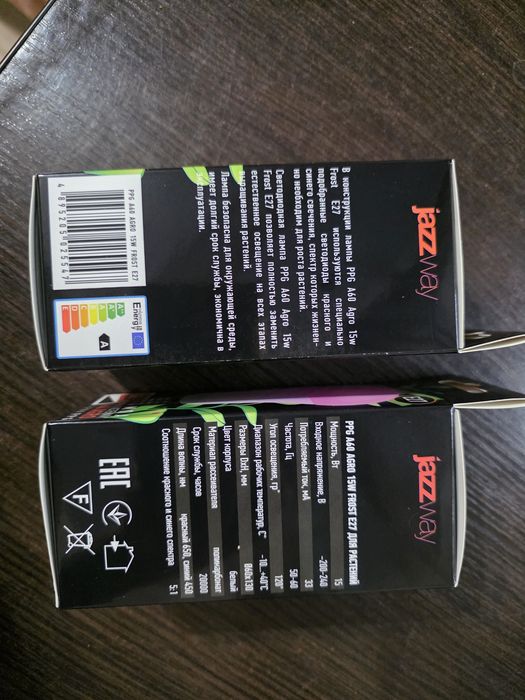 jazzway
В конструкции лампы PPG A60 Agro 15w
Frost E27 используются специально
подобранные светодиоды красного и
синего свечения, спектр которых жизнен-
но необходим для роста растений.
Светодиодная лампа PPG A60 Agro 15w
Frost E27 позволяет полностью заменить
естественное освещение на всех этапах
выращивания растений.
Лампа безопасна для окружающей среды,
имеет долгий срок службы, экономична в
эксплуатации.
PPG A60 AGRO 15W FROST E27
4 895205 025547
Energy
A++
A+
A
B
C
D
E
A
jazzway
PPG A60 AGRO 15W FROST E27 ДЛЯ РАСТЕНИЙ
Мощность, Вт 15
Входное напряжение, В ~200-240
Потребляемый ток, мА 33
Частота, Гц 50-60
Угол освещения, гр° 120
Диапазон рабочих температур, С° -10...+40°C
Размеры DxH, мм Ø60x130
Цвет корпуса белый
Материал рассеивателя поликарбонат
Срок службы, часов 20000
Длина волны, нм красный 650, синий 450
Соотношение красного и синего спектра 5:1
EAC
F